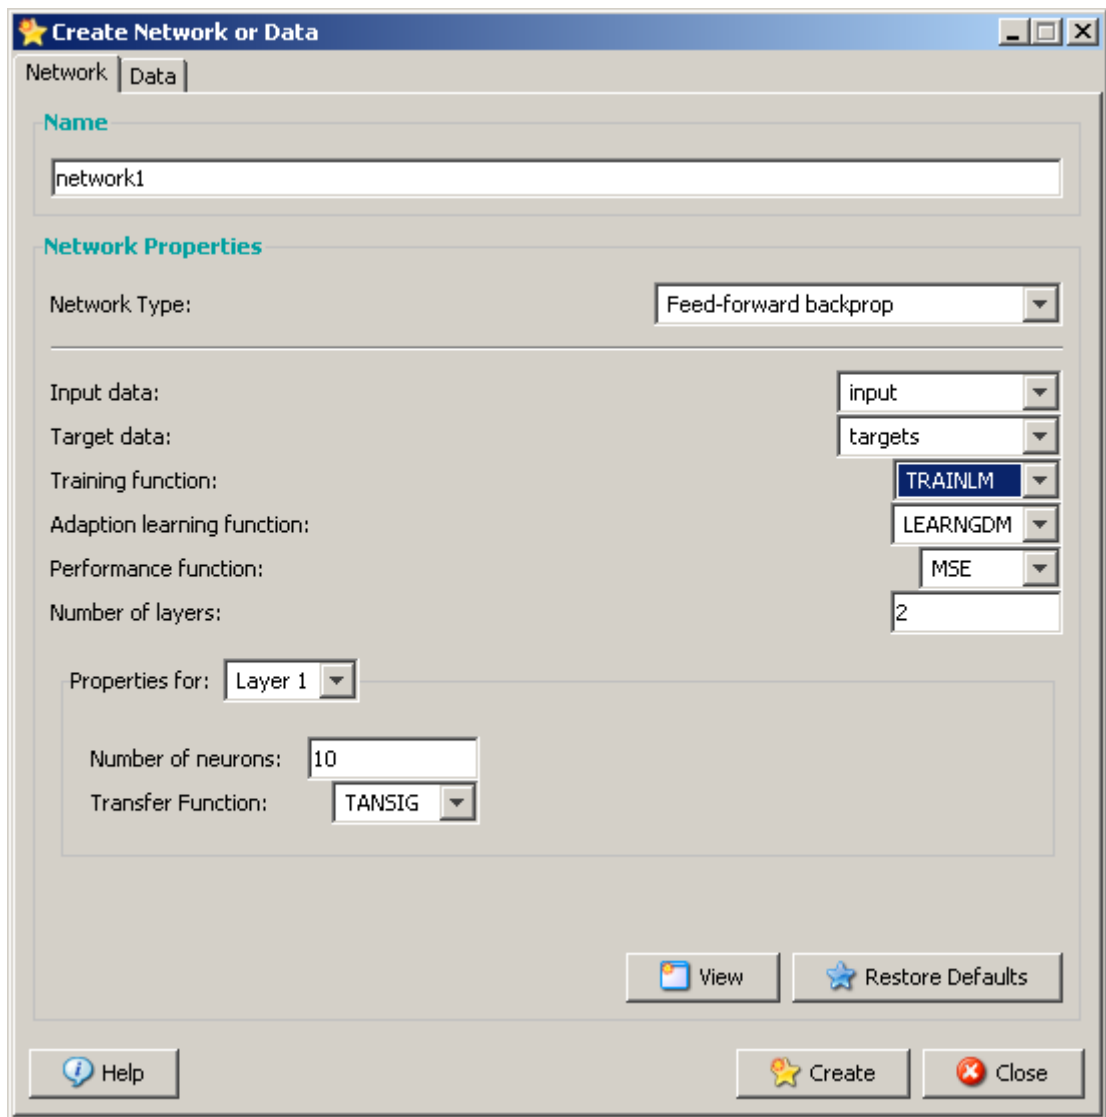 Create Network or Data
Network Data
Name
network1
Network Properties
Network Type: Feed-forward backprop
Input data: input
Target data: targets
Training function: TRAINLM
Adaption learning function: LEARNGDM
Performance function: MSE
Number of layers: 2
Properties for: Layer 1
Number of neurons: 10
Transfer Function: TANSIG
View Restore Defaults
Help Create Close